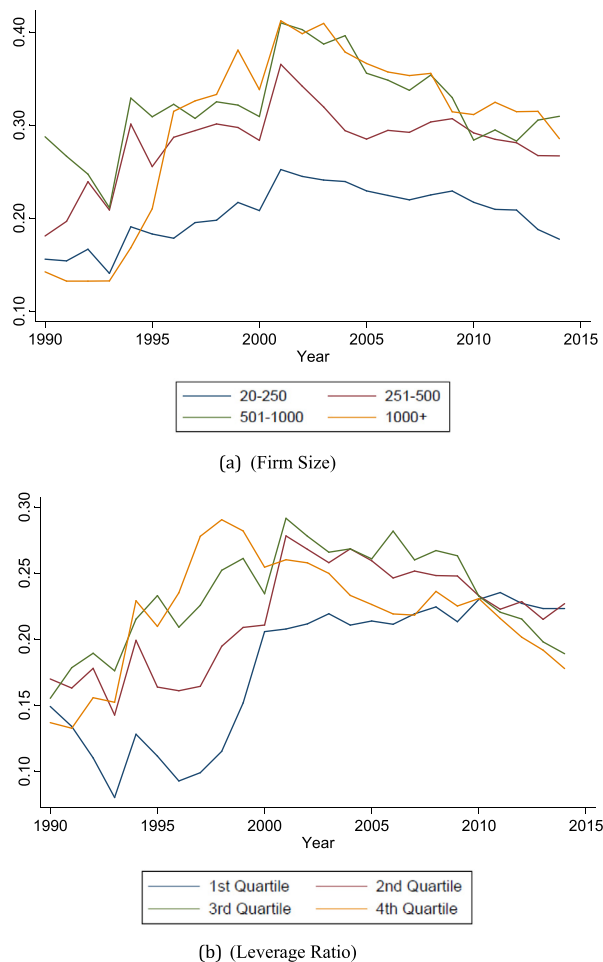 0.40
0.30
0.20
0.10
1990 1995 2000 2005 2010 2015
Year
20-250 251-500
501-1000 1000+
(a) (Firm Size)
0.30
0.25
0.20
0.15
0.10
1990 1995 2000 2005 2010 2015
Year
1st Quartile 2nd Quartile
3rd Quartile 4th Quartile
(b) (Leverage Ratio)